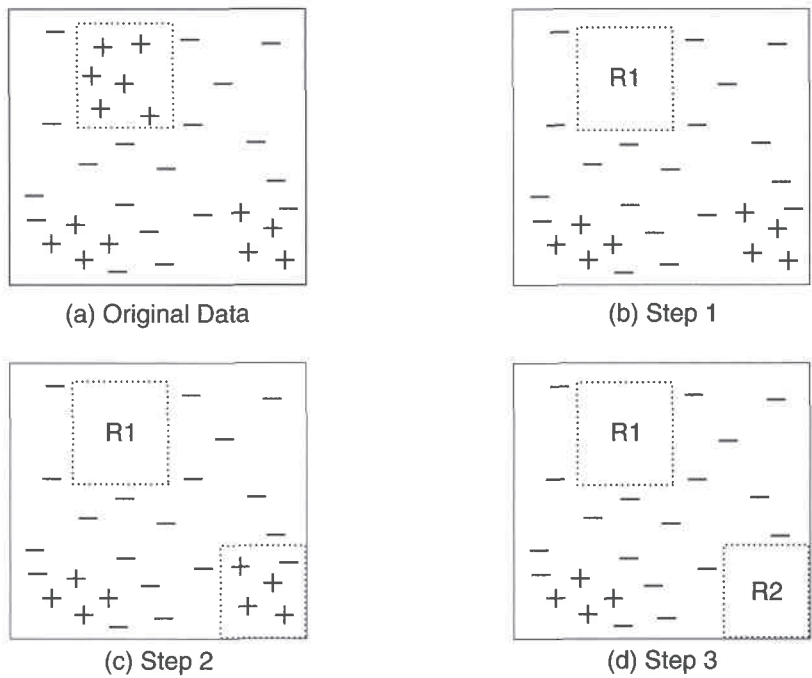 R1
(a) Original Data
(b) Step 1
R1
R1
R2
(c) Step 2
(d) Step 3